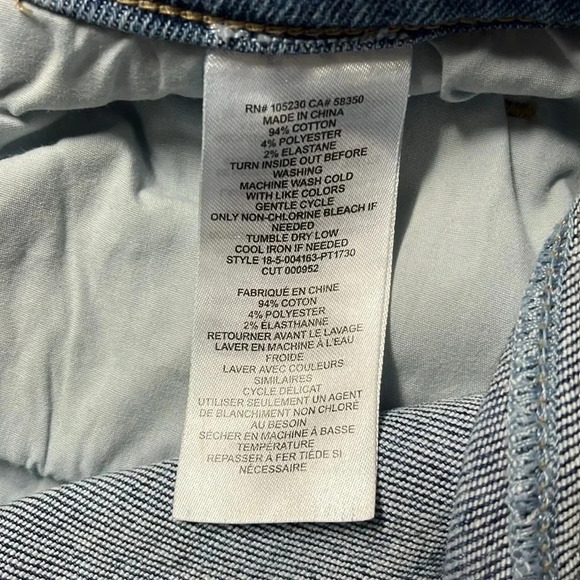 RN# 105230 CA# 58350
MADE IN CHINA
94% COTTON
4% POLYESTER
2% ELASTANE
TURN INSIDE OUT BEFORE
WASHING
MACHINE WASH COLD
WITH LIKE COLORS
GENTLE CYCLE
ONLY NON-CHLORINE BLEACH IF
NEEDED
TUMBLE DRY LOW
COOL IRON IF NEEDED
STYLE 18-5-004163-PT1730
CUT 000952
FABRIQUÉ EN CHINE
94% COTON
4% POLYESTER
2% ÉLASTHANNE
RETOURNER AVANT LE LAVAGE
LAVER EN MACHINE À L'EAU
FROIDE
LAVER AVEC COULEURS
SIMILAIRES
CYCLE DÉLICAT
UTILISER SEULEMENT UN AGENT
DE BLANCHIMENT NON CHLORÉ
AU BESOIN
SÉCHER EN MACHINE À BASSE
TEMPÉRATURE
REPASSER À FER TIÈDE SI
NÉCESSAIRE